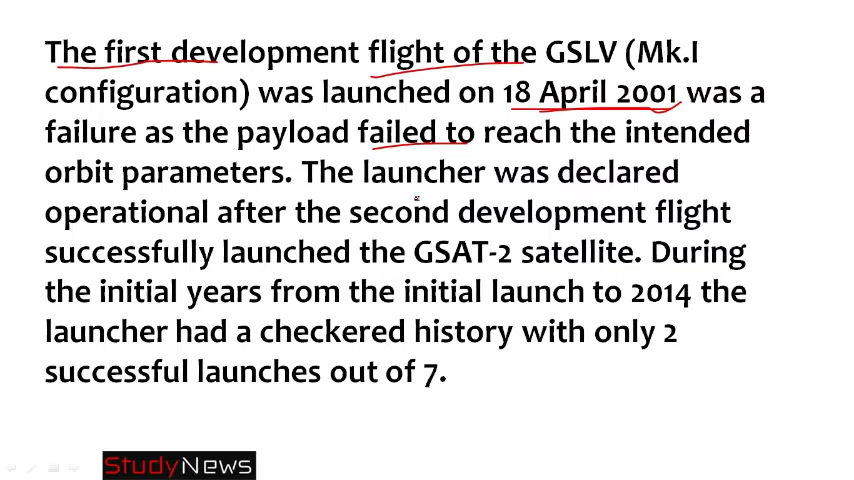 The first development flight of the GSLV (Mk.I
configuration) was launched on 18 April 2001 was a
failure as the payload failed to reach the intended
orbit parameters. The launcher was declared
operational after the second development flight
successfully launched the GSAT-2 satellite. During
the initial years from the initial launch to 2014 the
launcher had a checkered history with only 2
successful launches out of 7.
StudyNews